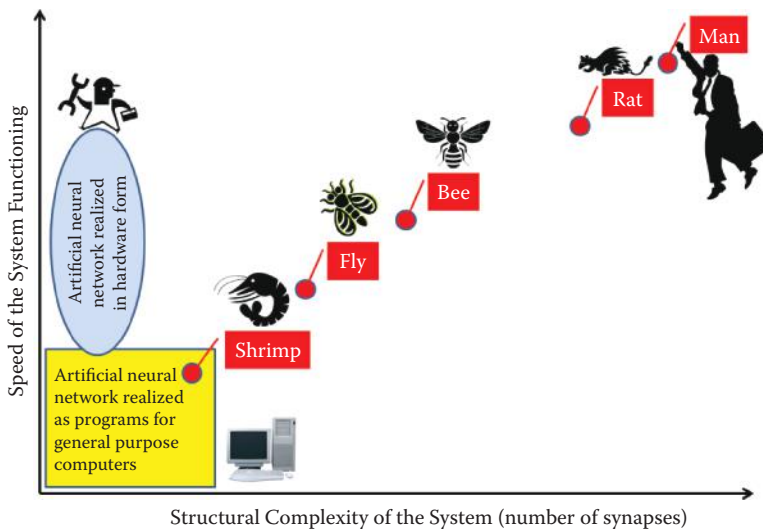 Speed of the System Functioning
Man
Rat
Bee
Fly
Shrimp
Artificial neural
network realized
in hardware form
Artificial neural
network realized
as programs for
general purpose
computers
Structural Complexity of the System (number of synapses)